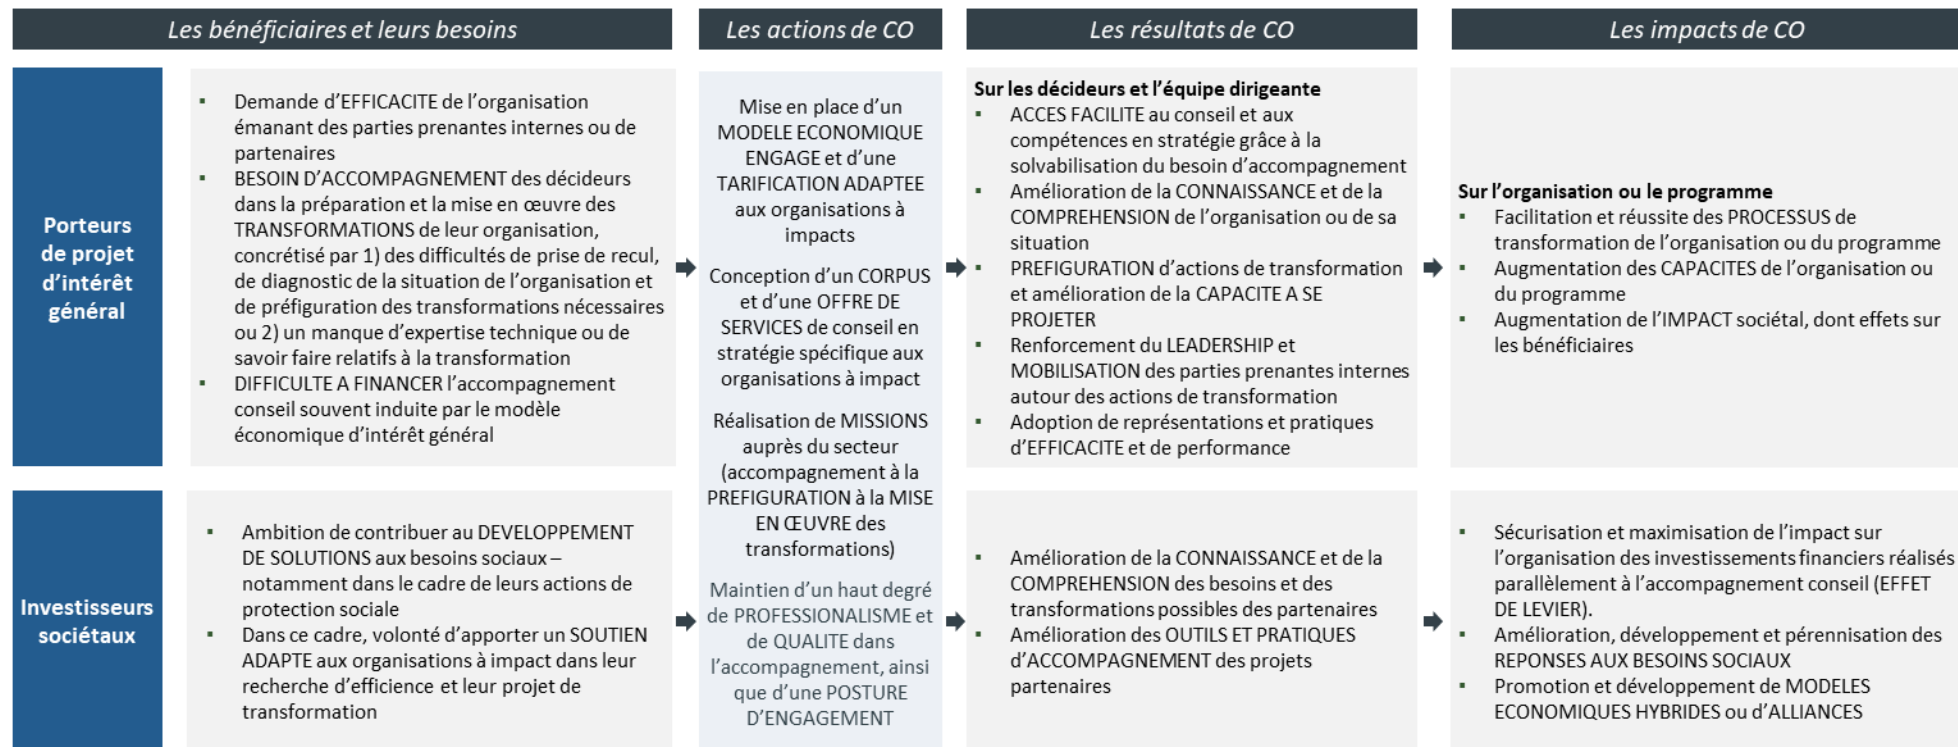 Les bénéficiaires et leurs besoins
Les actions de CO
Les résultats de CO
Les impacts de CO
Porteurs
de projet
d'intérêt
général
▪ Demande d'EFFICACITE de l'organisation
émanant des parties prenantes internes ou de
partenaires
▪ BESOIN D'ACCOMPAGNEMENT des décideurs
dans la préparation et la mise en œuvre des
TRANSFORMATIONS de leur organisation,
concrétisé par 1) des difficultés de prise de recul,
de diagnostic de la situation de l'organisation et
de préfiguration des transformations nécessaires
ou 2) un manque d'expertise technique ou de
savoir faire relatifs à la transformation
▪ DIFFICULTE A FINANCER l'accompagnement
conseil souvent induite par le modèle
économique d'intérêt général
Mise en place d'un
MODELE ECONOMIQUE
ENGAGE et d'une
TARIFICATION ADAPTEE
aux organisations à
impacts
Conception d'un CORPUS
et d'une OFFRE DE
SERVICES de conseil en
stratégie spécifique aux
organisations à impact
Réalisation de MISSIONS
auprès du secteur
(accompagnement à la
PREFIGURATION à la MISE
EN ŒUVRE des
transformations)
Maintien d'un haut degré
de PROFESSIONALISME et
de QUALITE dans
l'accompagnement, ainsi
que d'une POSTURE
D'ENGAGEMENT
Sur les décideurs et l'équipe dirigeante
▪ ACCES FACILITE au conseil et aux
compétences en stratégie grâce à la
solvabilisation du besoin d'accompagnement
▪ Amélioration de la CONNAISSANCE et de la
COMPREHENSION de l'organisation ou de sa
situation
▪ PREFIGURATION d'actions de transformation
et amélioration de la CAPACITE A SE
PROJETER
▪ Renforcement du LEADERSHIP et
MOBILISATION des parties prenantes internes
autour des actions de transformation
▪ Adoption de représentations et pratiques
d'EFFICACITE et de performance
Sur l'organisation ou le programme
▪ Facilitation et réussite des PROCESSUS de
transformation de l'organisation ou du programme
▪ Augmentation des CAPACITES de l'organisation ou
du programme
▪ Augmentation de l'IMPACT sociétal, dont effets sur
les bénéficiaires
Investisseurs
sociétaux
▪ Ambition de contribuer au DEVELOPPEMENT
DE SOLUTIONS aux besoins sociaux –
notamment dans le cadre de leurs actions de
protection sociale
▪ Dans ce cadre, volonté d'apporter un SOUTIEN
ADAPTE aux organisations à impact dans leur
recherche d'efficience et leur projet de
transformation
▪ Amélioration de la CONNAISSANCE et de la
COMPREHENSION des besoins et des
transformations possibles des partenaires
▪ Amélioration des OUTILS ET PRATIQUES
d'ACCOMPAGNEMENT des projets
partenaires
▪ Sécurisation et maximisation de l'impact sur
l'organisation des investissements financiers réalisés
parallèlement à l'accompagnement conseil (EFFET
DE LEVIER).
▪ Amélioration, développement et pérennisation des
REPONSES AUX BESOINS SOCIAUX
▪ Promotion et développement de MODELES
ECONOMIQUES HYBRIDES ou d'ALLIANCES